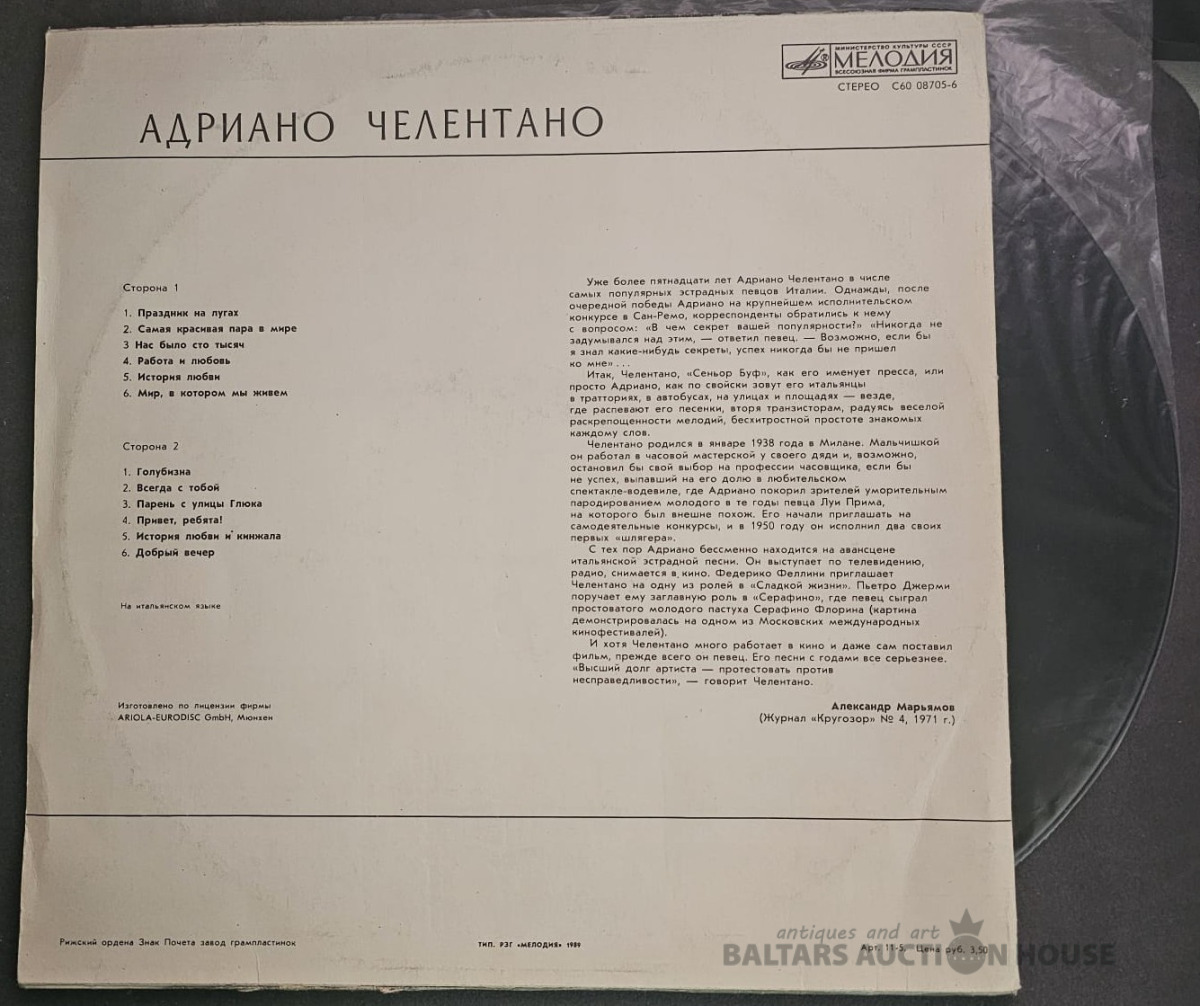 МИНИСТЕРСТВО КУЛЬТУРЫ СССР
МЕЛОДИЯ
ВСЕСОЮЗНАЯ ФИРМА ГРАМПЛАСТИНОК
СТЕРЕО С60 08705-6
АДРИАНО ЧЕЛЕНТАНО
Сторона 1
1. Праздник на лугах
2. Самая красивая пара в мире
3 Нас было сто тысяч
4. Работа и любовь
5. История любви
6. Мир, в котором мы живем
Сторона 2
1. Голубизна
2. Всегда с тобой
3. Парень с улицы Глюка
4. Привет, ребята!
5. История любви и кинжала
6. Добрый вечер
На итальянском языке
Изготовлено по лицензии фирмы
ARIOLA-EURODISC GmbH, Мюнхен
Уже более пятнадцати лет Адриано Челентано в числе
самых популярных эстрадных певцов Италии. Однажды, после
очередной победы Адриано на крупнейшем исполнительском
конкурсе в Сан-Ремо, корреспонденты обратились к нему
с вопросом: «В чем секрет вашей популярности?» «Никогда не
задумывался над этим, — ответил певец. — Возможно, если бы
я знал какие-нибудь секреты, успех никогда бы не пришел
ко мне» . . .
Итак, Челентано, «Сеньор Буф», как его именует пресса, или
просто Адриано, как по свойски зовут его итальянцы
в тратториях, в автобусах, на улицах и площадях — везде,
где распевают его песенки, вторя транзисторам, радуясь веселой
раскрепощенности мелодий, бесхитростной простоте знакомых
каждому слов.
Челентано родился в январе 1938 года в Милане. Мальчишкой
он работал в часовой мастерской у своего дяди и, возможно,
остановил бы свой выбор на профессии часовщика, если бы
не успех, выпавший на его долю в любительском
спектакле-водевиле, где Адриано покорил зрителей уморительным
пародированием молодого в те годы певца Луи Прима,
на которого был внешне похож. Его начали приглашать на
самодеятельные конкурсы, и в 1950 году он исполнил два своих
первых «шлягера».
С тех пор Адриано бессменно находится на авансцене
итальянской эстрадной песни. Он выступает по телевидению,
радио, снимается в кино. Федерико Феллини приглашает
Челентано на одну из ролей в «Сладкой жизни». Пьетро Джерми
поручает ему заглавную роль в «Серафино», где певец сыграл
простоватого молодого пастуха Серафино Флорина (картина
демонстрировалась на одном из Московских международных
кинофестивалей).
И хотя Челентано много работает в кино и даже сам поставил
фильм, прежде всего он певец. Его песни с годами все серьезнее.
«Высший долг артиста — протестовать против
несправедливости», — говорит Челентано.
Александр Марьямов
(Журнал «Кругозор» № 4, 1971 г.)
Рижский ордена Знак Почета завод грампластинок
ТИП. РЗГ «МЕЛОДИЯ» 1989
Арт. 11-5. Цена руб. 3,50
antiques and art
BALTARS AUCTION HOUSE